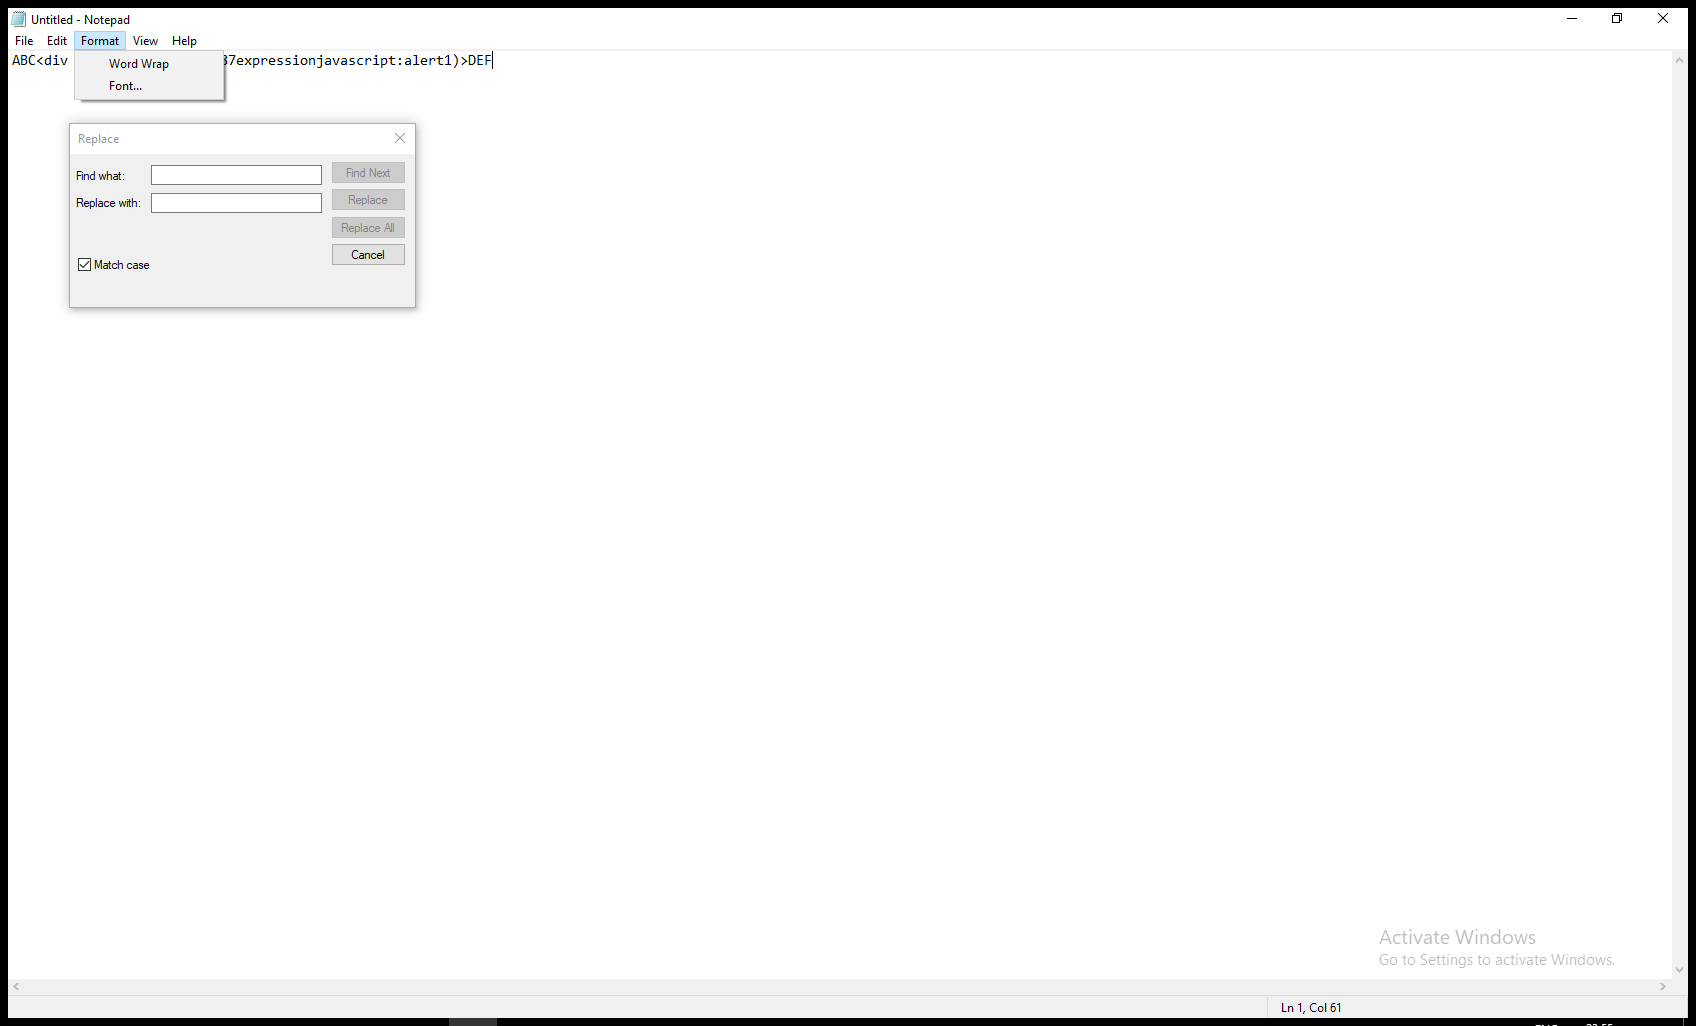 Untitled - Notepad
File Edit Format View Help
ABC<div 37expressionjavascript:alert1)>DEF
Word Wrap
Font...
Replace
Find what:
Find Next
Replace with:
Replace
Replace All
Cancel
Match case
Activate Windows
Go to Settings to activate Windows.
Ln 1, Col 61